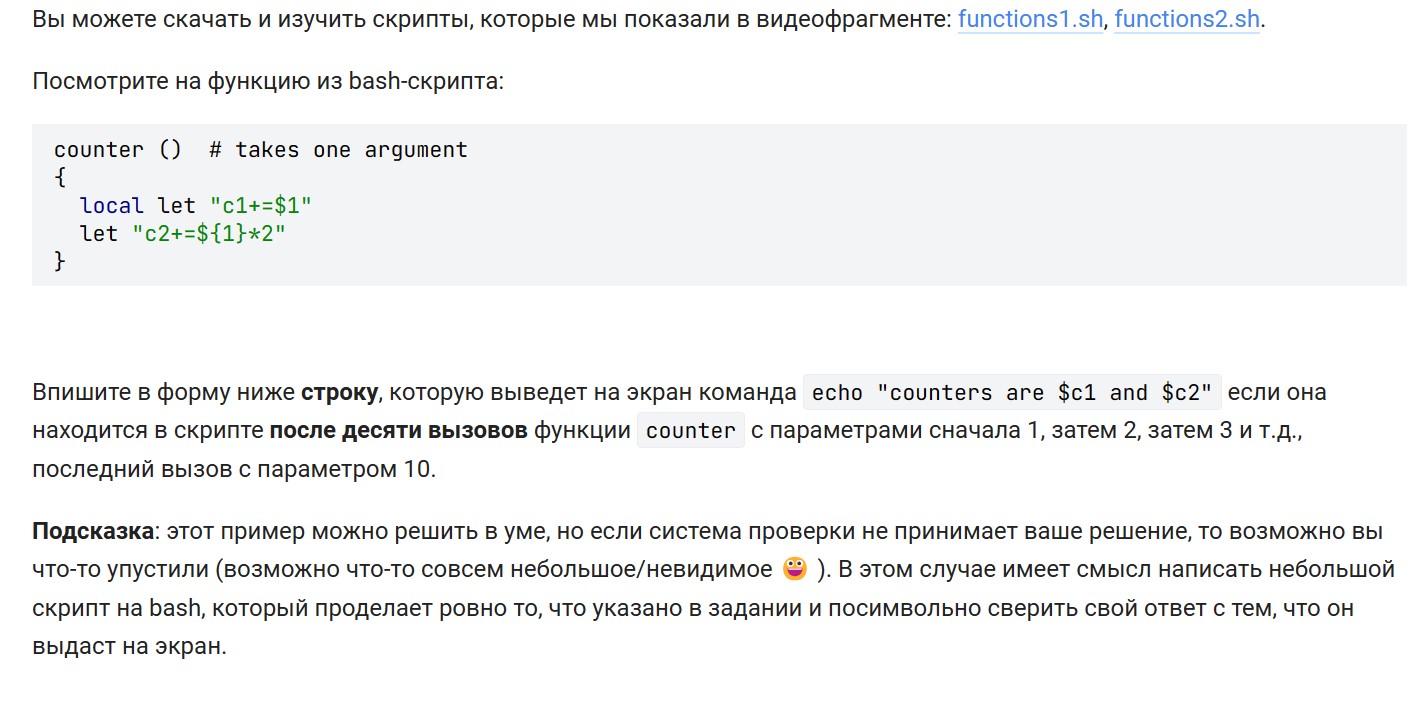 Вы можете скачать и изучить скрипты, которые мы показали в видеофрагменте: functions1.sh, functions2.sh.
Посмотрите на функцию из bash-скрипта:
counter ()  # takes one argument
{
  local let "c1+=$1"
  let "c2+=${1}*2"
}
Впишите в форму ниже строку, которую выведет на экран команда echo "counters are $c1 and $c2" если она
находится в скрипте после десяти вызовов функции counter с параметрами сначала 1, затем 2, затем 3 и т.д.,
последний вызов с параметром 10.
Подсказка: этот пример можно решить в уме, но если система проверки не принимает ваше решение, то возможно вы
что-то упустили (возможно что-то совсем небольшое/невидимое 😀 ). В этом случае имеет смысл написать небольшой
скрипт на bash, который проделает ровно то, что указано в задании и посимвольно сверить свой ответ с тем, что он
выдаст на экран.